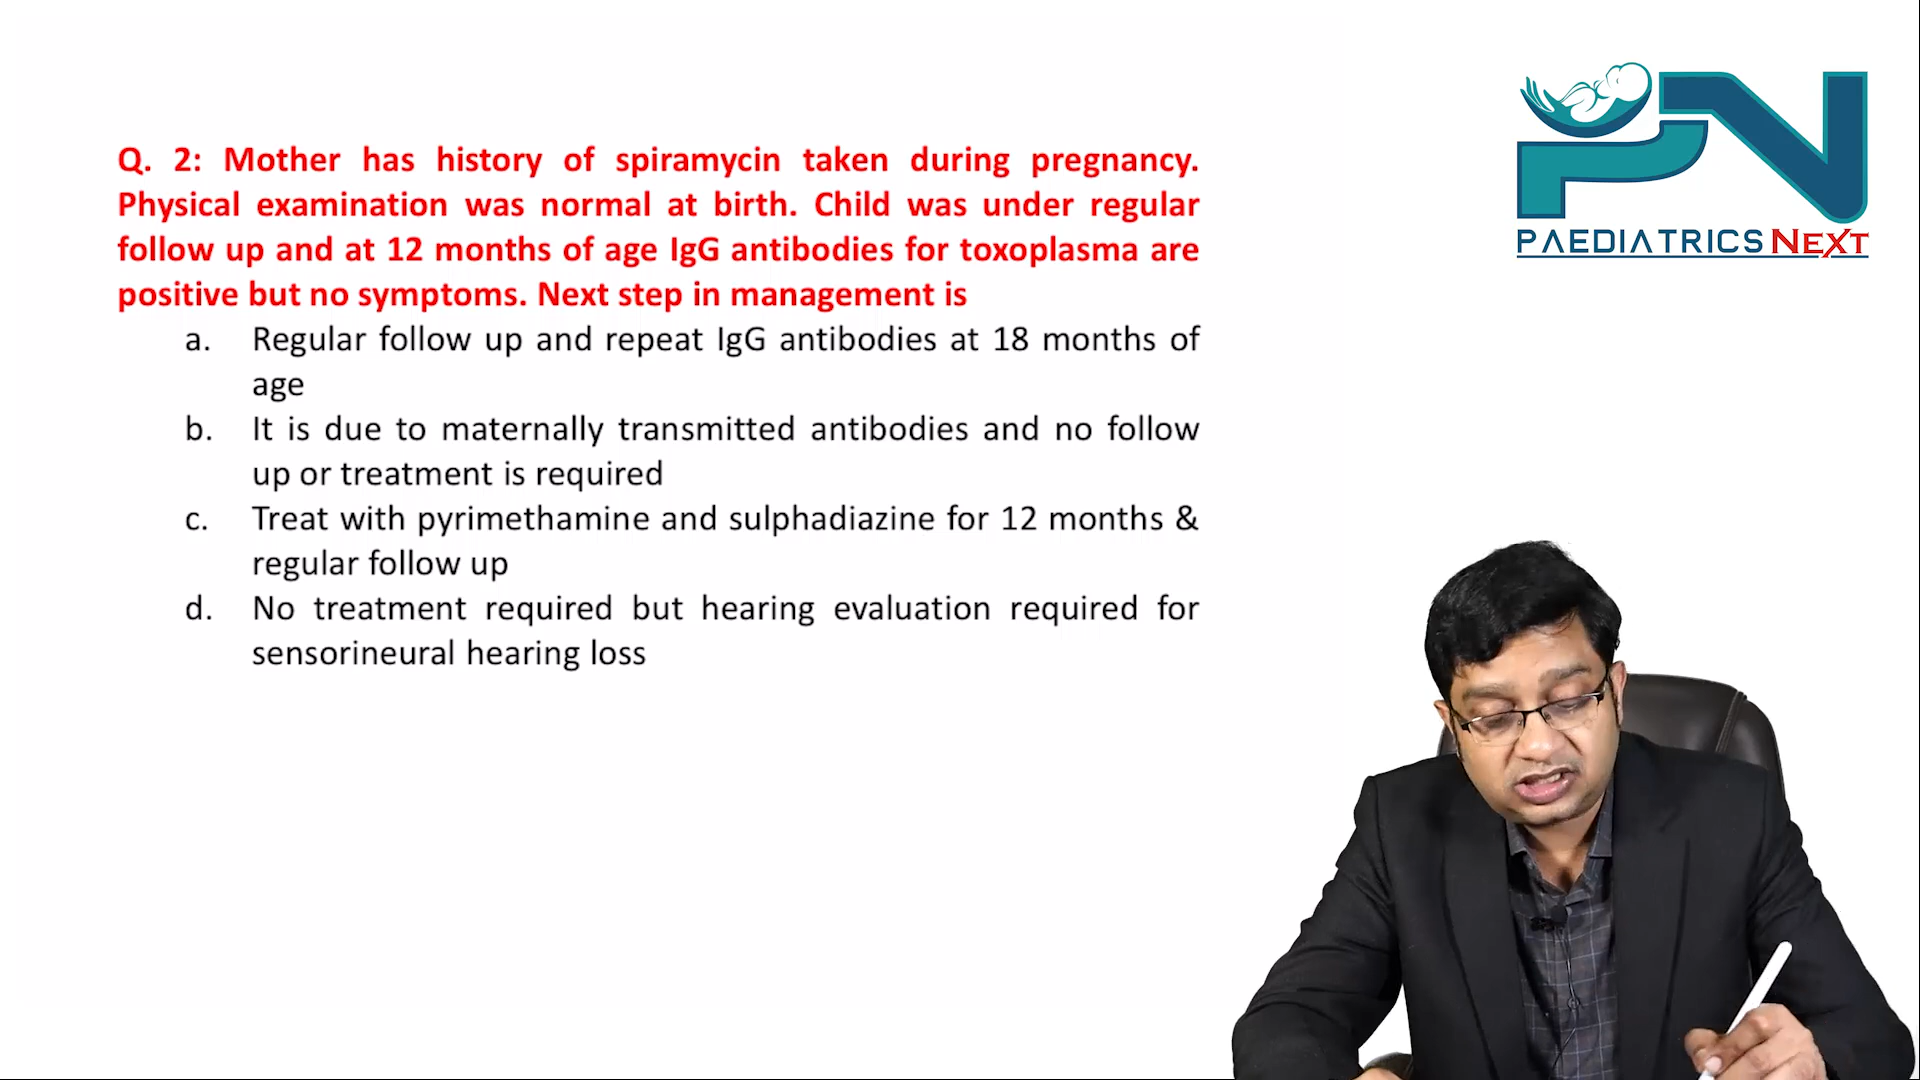 Q. 2: Mother has history of spiramycin taken during pregnancy.
Physical examination was normal at birth. Child was under regular
follow up and at 12 months of age IgG antibodies for toxoplasma are
positive but no symptoms. Next step in management is
a. Regular follow up and repeat IgG antibodies at 18 months of
age
b. It is due to maternally transmitted antibodies and no follow
up or treatment is required
c. Treat with pyrimethamine and sulphadiazine for 12 months &
regular follow up
d. No treatment required but hearing evaluation required for
sensorineural hearing loss
PN
PAEDIATRICS NEXT